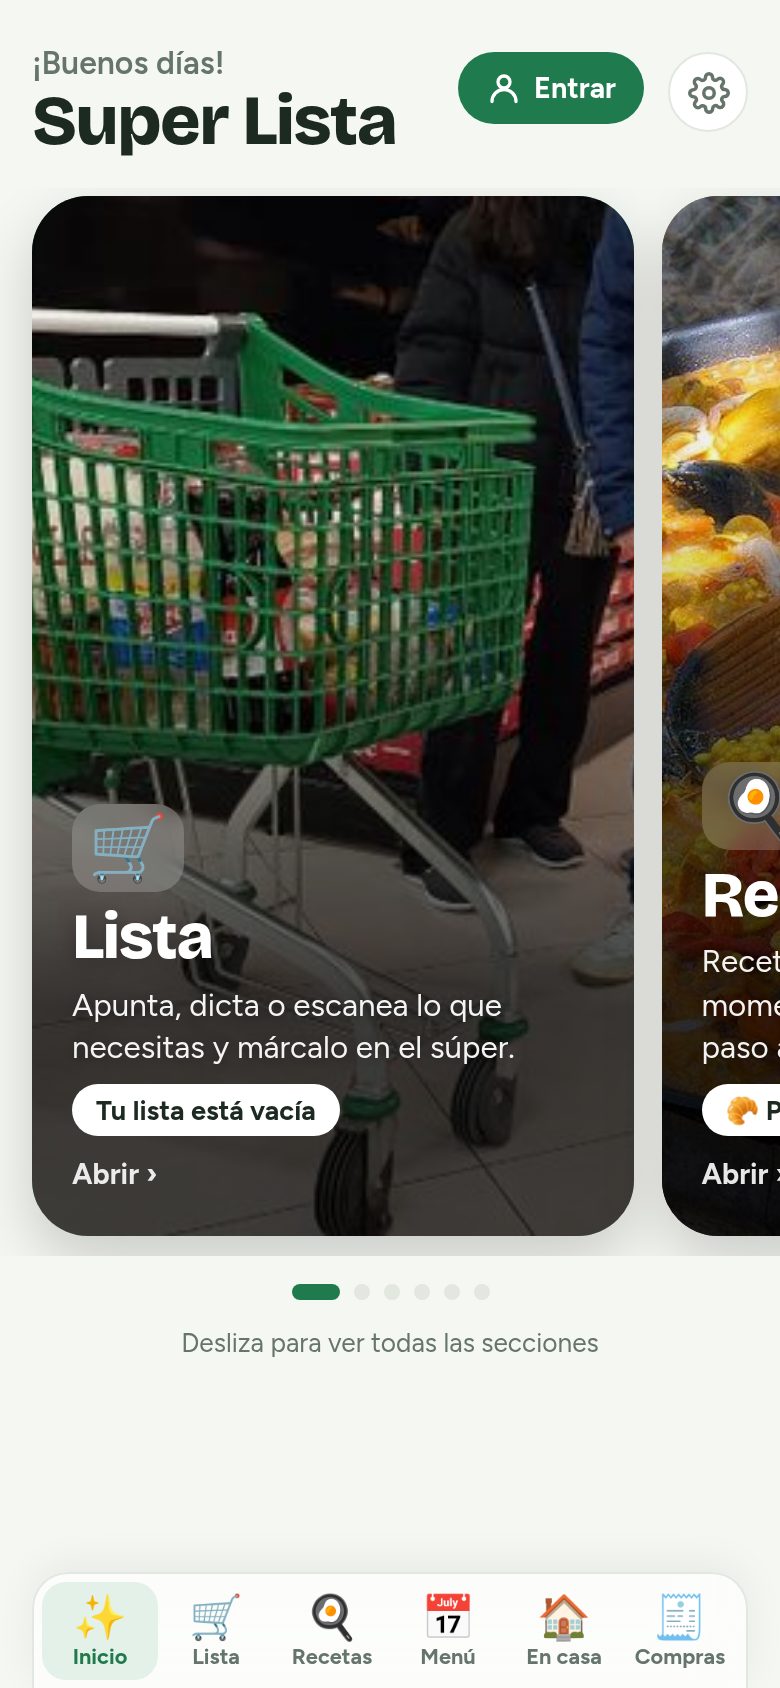 ¡Buenos días!
Super Lista
Entrar
Lista
Apunta, dicta o escanea lo que
necesitas y márcalo en el súper.
Tu lista está vacía
Abrir ›
Re
Recet
mome
paso a
P
Abrir ›
Desliza para ver todas las secciones
July
17
Inicio
Lista
Recetas
Menú
En casa
Compras